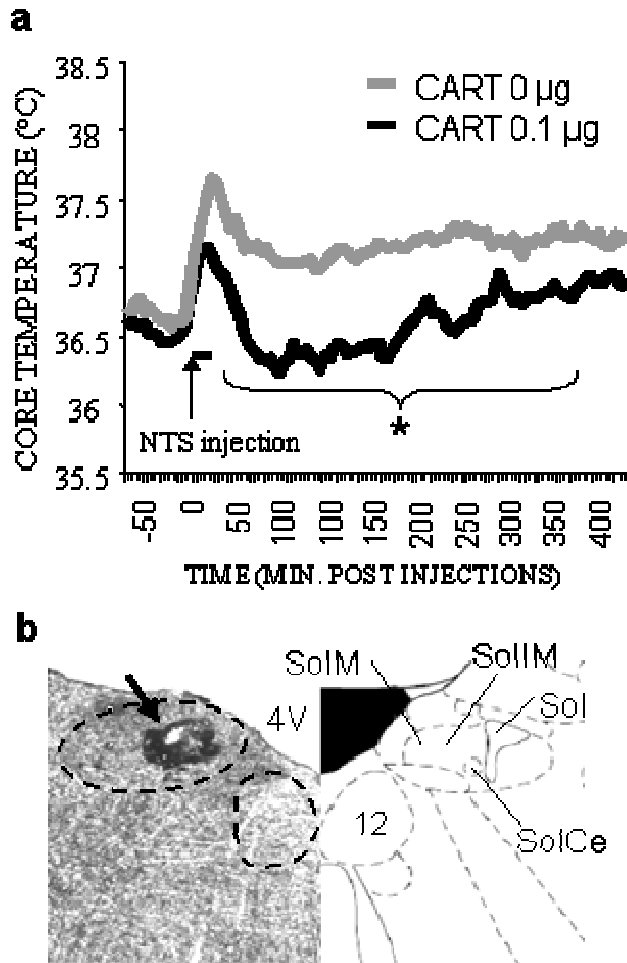 a
CORE TEMPERATURE (°C)
38.5
38
37.5
37
36.5
36
35.5
CART 0 µg
CART 0.1 µg
NTS injection
*
-50
0
50
100
100
150
200
250
300
350
400
TIME (MIN. POST INJECTIONS)
b
4V
SolM
SolIM
Sol
12
SolCe